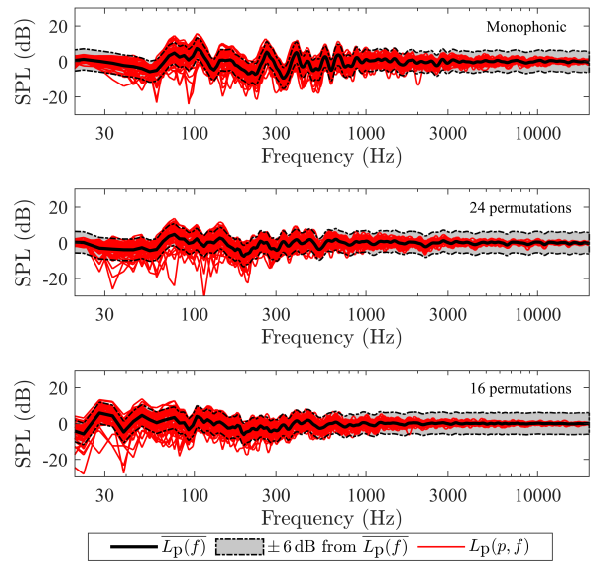 Monophonic
SPL (dB)
20
0
-20
30 100 300 1000 3000 10000
Frequency (Hz)
24 permutations
SPL (dB)
20
0
-20
30 100 300 1000 3000 10000
Frequency (Hz)
16 permutations
SPL (dB)
20
0
-20
30 100 300 1000 3000 10000
Frequency (Hz)
L̅p̅(̅f̅)̅ ± 6 dB from L̅p̅(̅f̅)̅ Lp(p, f)